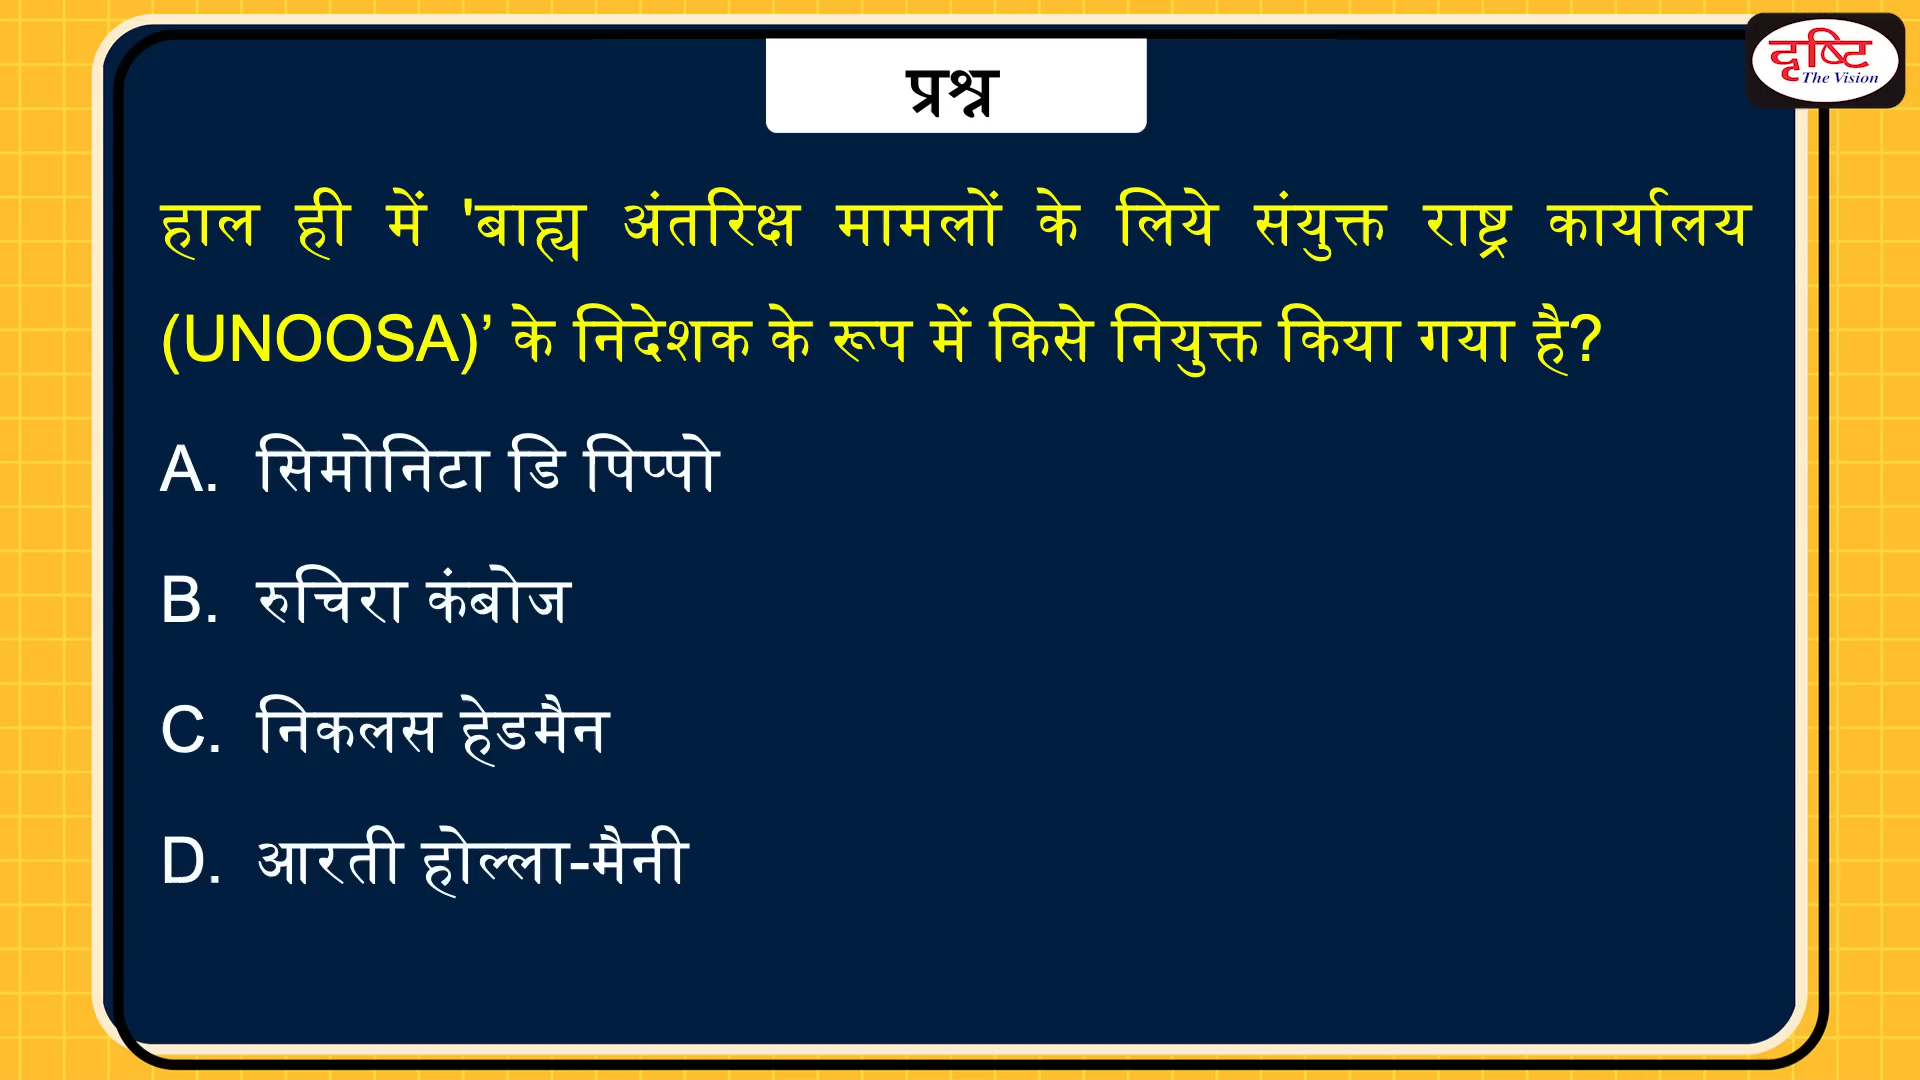 दृष्टि
The Vision
प्रश्न
हाल ही में 'बाह्य अंतरिक्ष मामलों के लिये संयुक्त राष्ट्र कार्यालय
(UNOOSA)’ के निदेशक के रूप में किसे नियुक्त किया गया है?
A. सिमोनिटा डि पिप्पो
B. रुचिरा कंबोज
C. निकलस हेडमैन
D. आरती होल्ला-मैनी